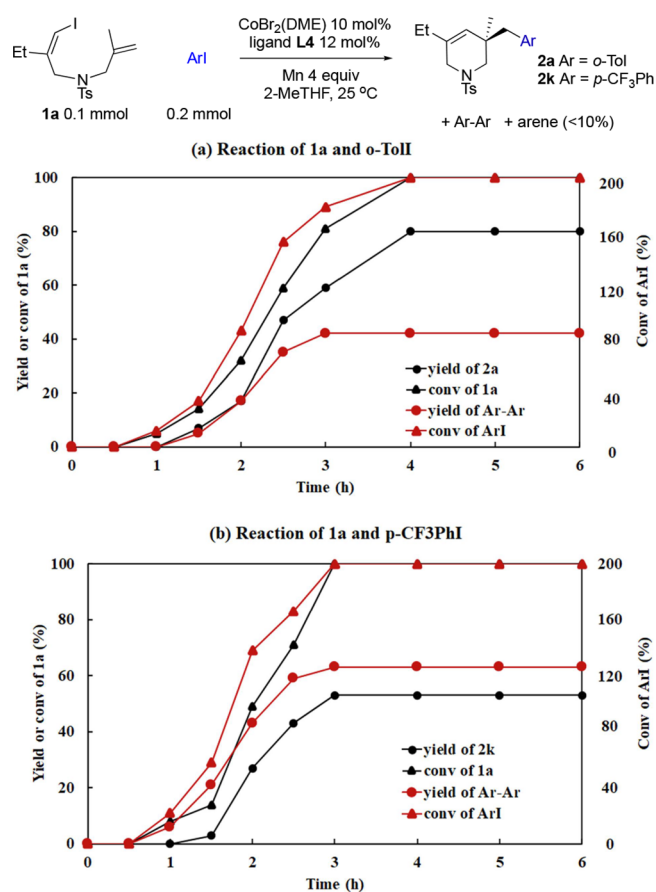 CoBr2(DME) 10 mol%
ligand L4 12 mol%
Mn 4 equiv
2-MeTHF, 25 ºC
I
Et
N
Ts
1a 0.1 mmol
ArI
0.2 mmol
Et
Me
Ar
N
Ts
2a Ar = o-Tol
2k Ar = p-CF3Ph
+ Ar-Ar + arene (<10%)
(a) Reaction of 1a and o-TolI
Yield or conv of 1a (%)
100
80
60
40
20
0
200
160
120
80
40
0
Conv of ArI (%)
yield of 2a
conv of 1a
yield of Ar-Ar
conv of ArI
0 1 2 3 4 5 6
Time (h)
(b) Reaction of 1a and p-CF3PhI
Yield or conv of 1a (%)
100
80
60
40
20
0
200
160
120
80
40
0
Conv of ArI (%)
yield of 2k
conv of 1a
yield of Ar-Ar
conv of ArI
0 1 2 3 4 5 6
Time (h)